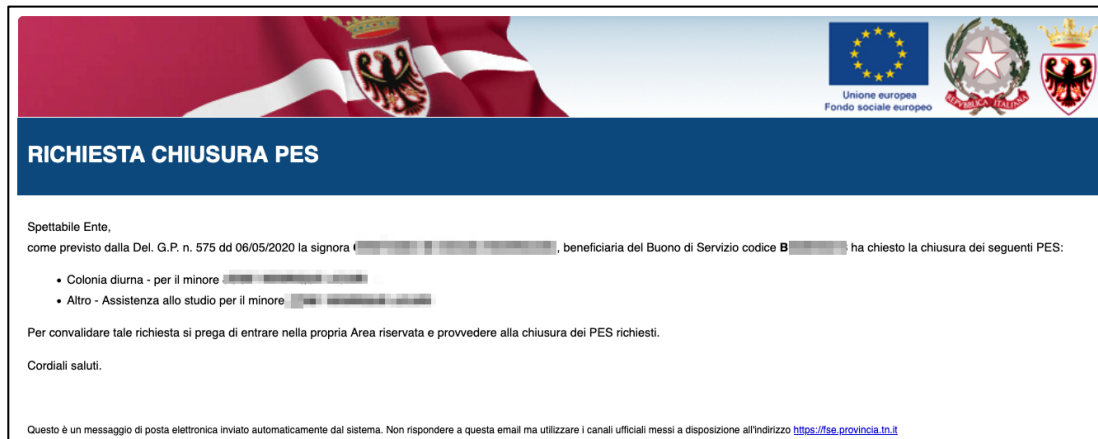 Unione europea
Fondo sociale europeo
REPVBBLICA ITALIANA
RICHIESTA CHIUSURA PES
Spettabile Ente,
come previsto dalla Del. G.P. n. 575 dd 06/05/2020 la signora , beneficiaria del Buono di Servizio codice B ha chiesto la chiusura dei seguenti PES:
• Colonia diurna - per il minore
• Altro - Assistenza allo studio per il minore
Per convalidare tale richiesta si prega di entrare nella propria Area riservata e provvedere alla chiusura dei PES richiesti.
Cordiali saluti.
Questo è un messaggio di posta elettronica inviato automaticamente dal sistema. Non rispondere a questa email ma utilizzare i canali ufficiali messi a disposizione all'indirizzo https://fse.provincia.tn.it